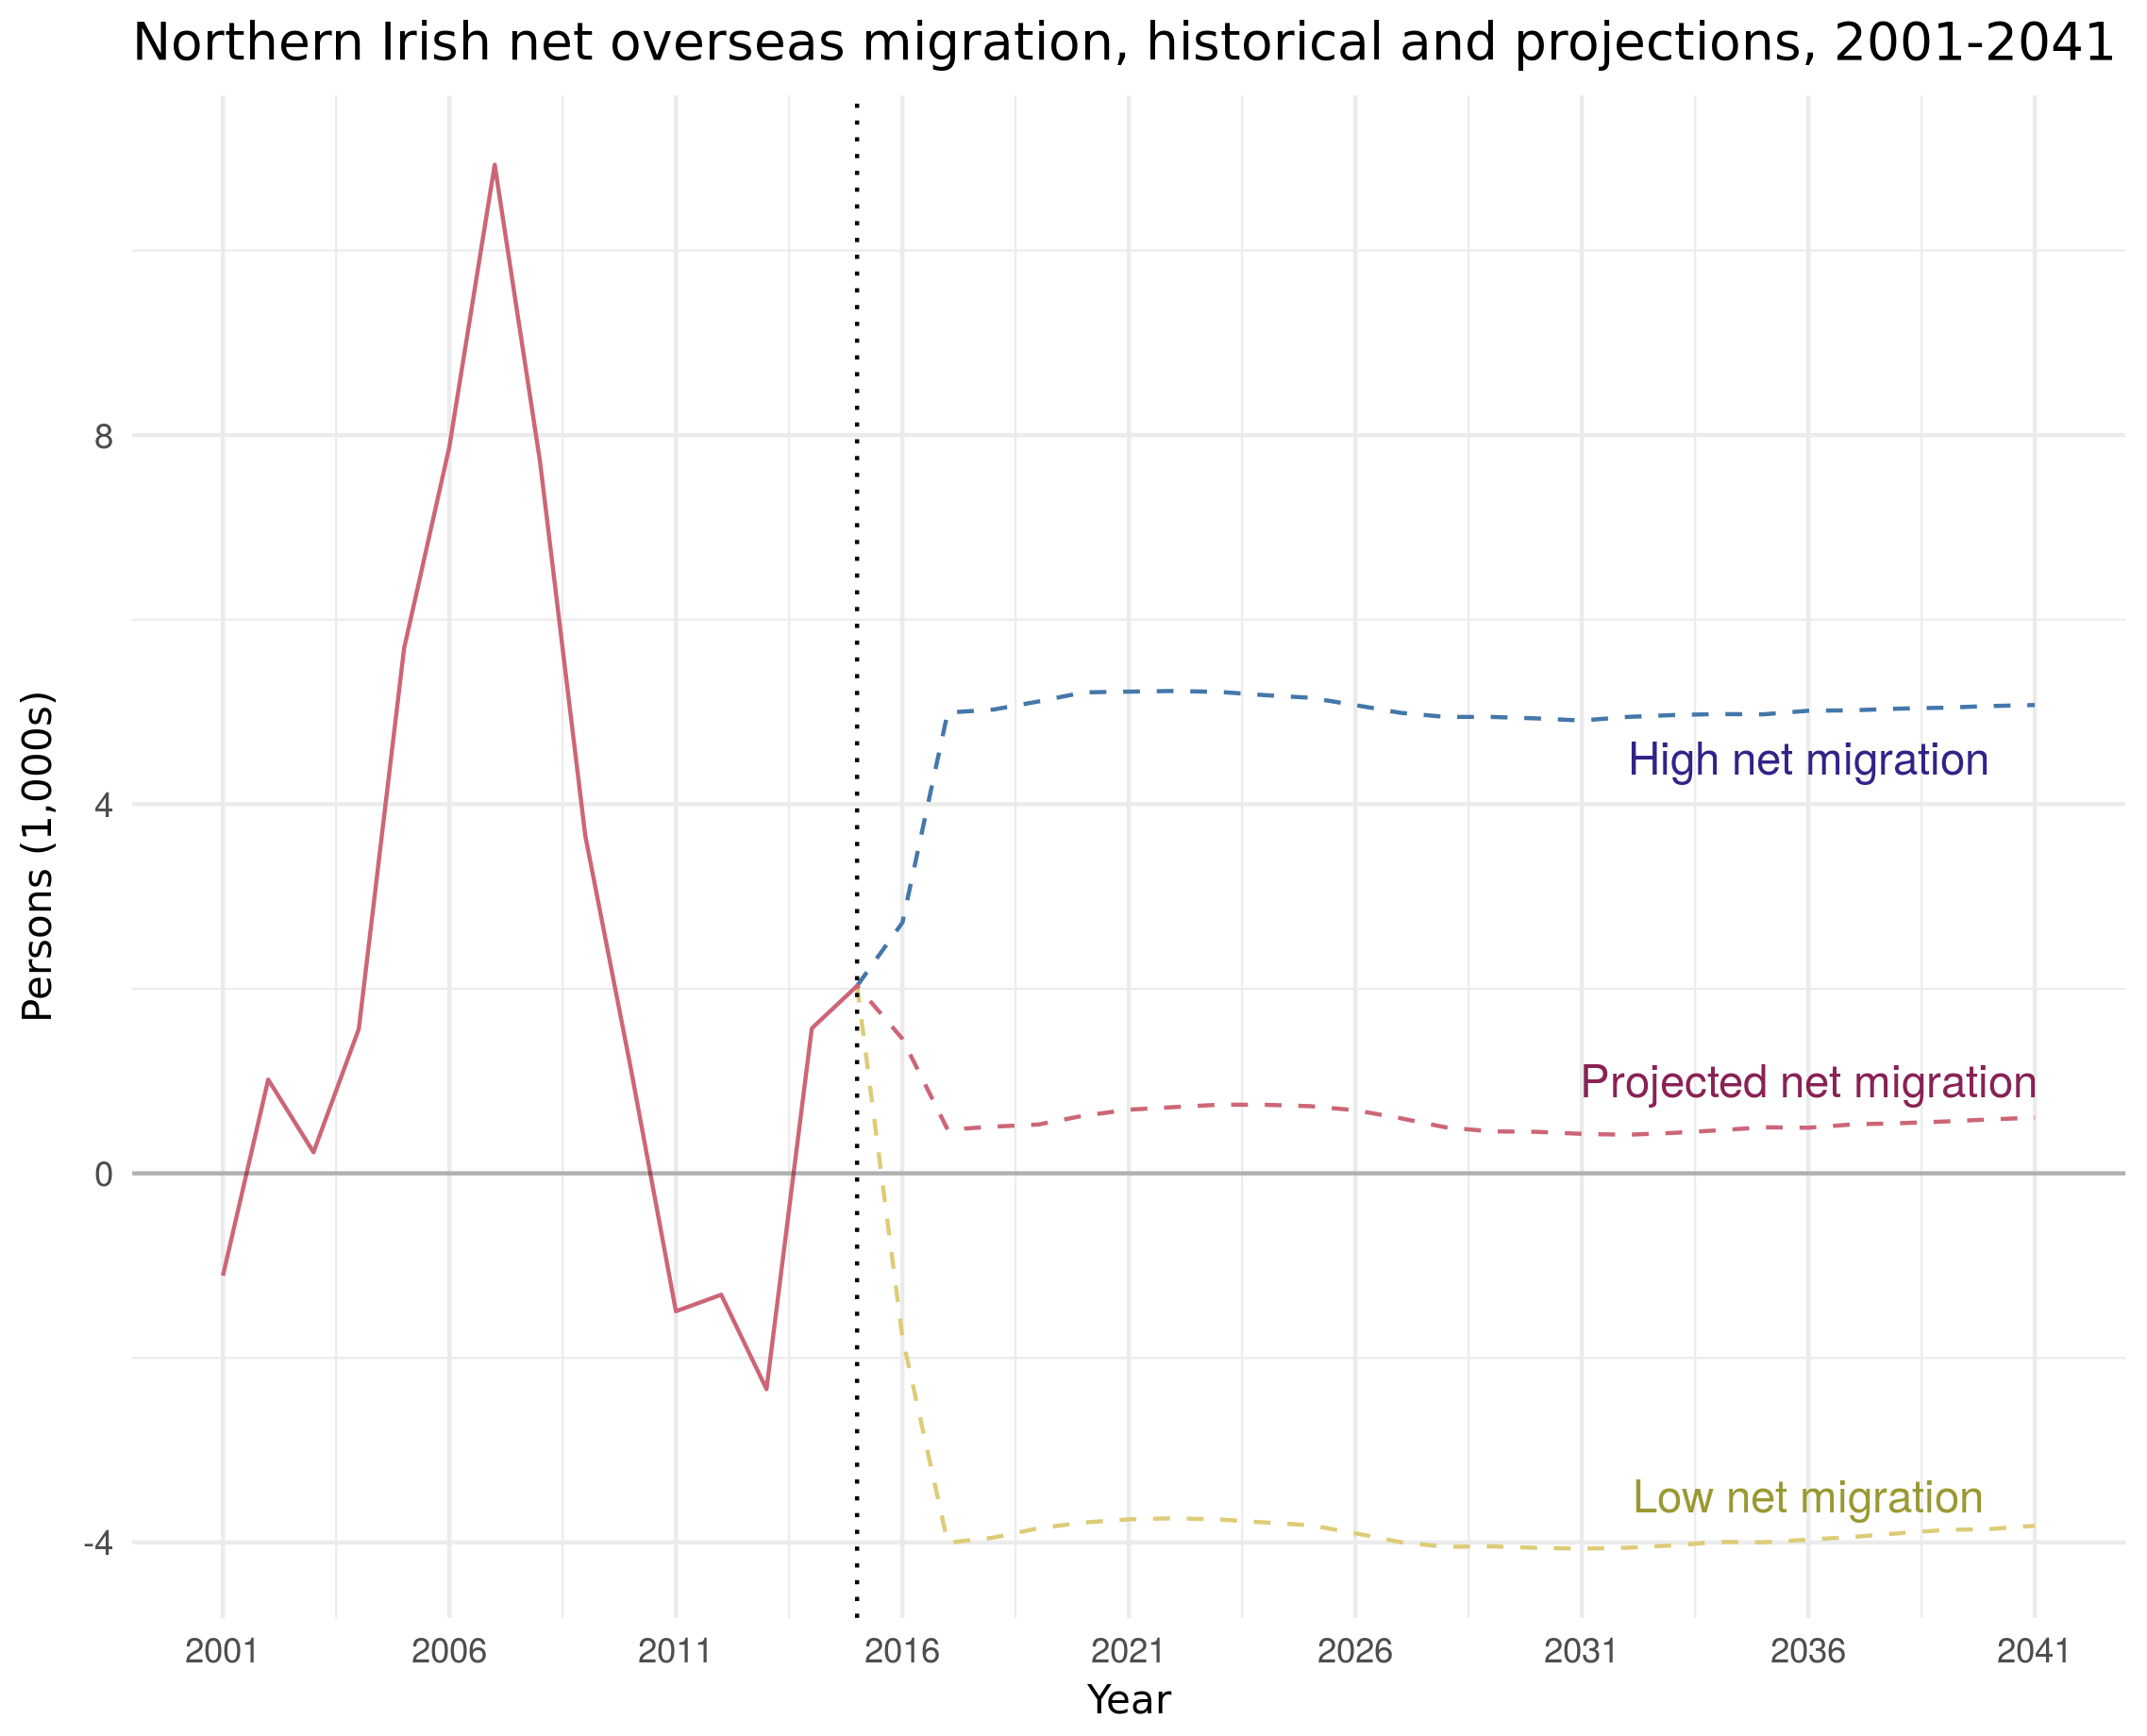 Northern Irish net overseas migration, historical and projections, 2001-2041
Persons (1,000s)
8
4
0
-4
High net migration
Projected net migration
Low net migration
2001 2006 2011 2016 2021 2026 2031 2036 2041
Year